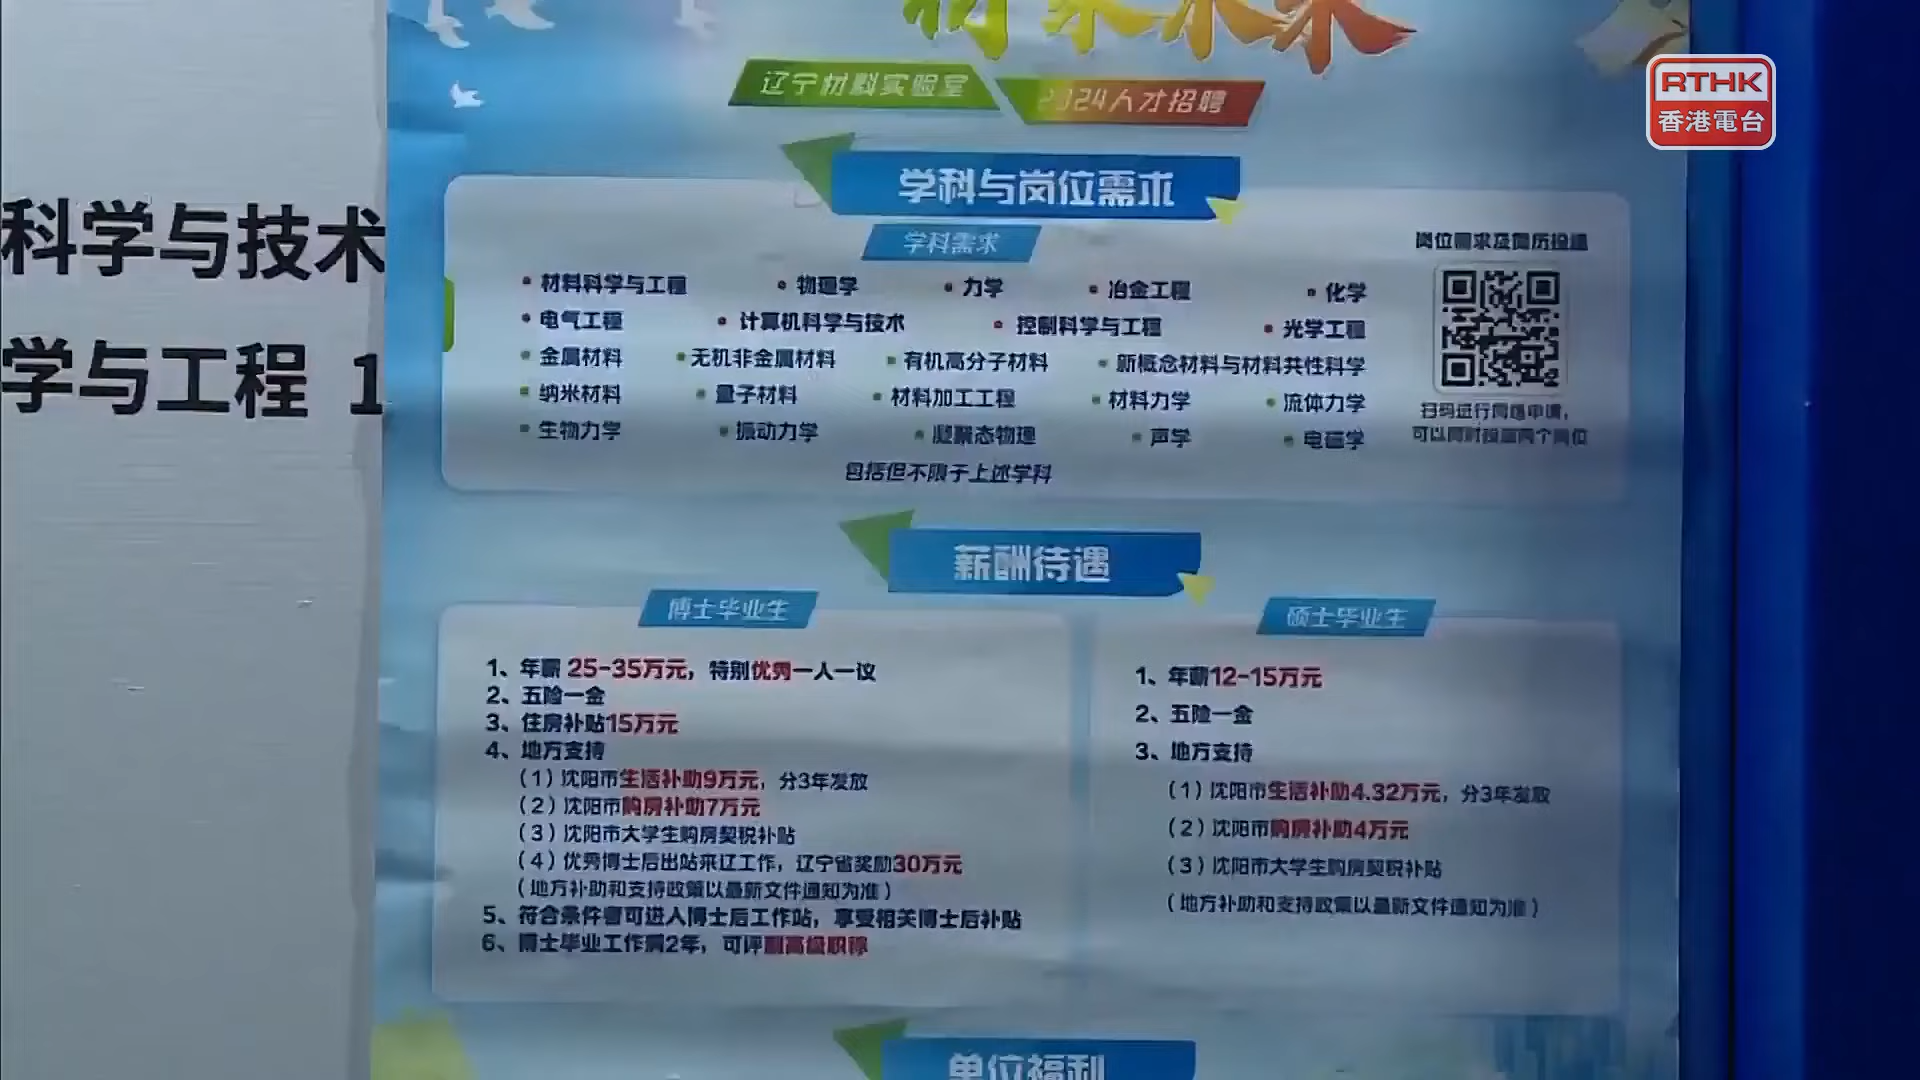 RTHK
香港電台
科学与技术
学与工程 1
辽宁材料实验室
2024人才招聘
学科与岗位需求
学科需求
材料科学与工程 物理学 力学 冶金工程 化学
电气工程 计算机科学与技术 控制科学与工程 光学工程
金属材料 无机非金属材料 有机高分子材料 新概念材料与材料共性科学
纳米材料 量子材料 材料加工工程 材料力学 流体力学
生物力学 振动力学 凝聚态物理 声学 电磁学
包括但不限于上述学科
岗位需求及简历投递
扫码进行网络申请，
可以同时投递两个岗位
薪酬待遇
博士毕业生
1、年薪 25-35万元，特别优秀一人一议
2、五险一金
3、住房补贴15万元
4、地方支持
（1）沈阳市生活补助9万元，分3年发放
（2）沈阳市购房补助7万元
（3）沈阳市大学生购房契税补贴
（4）优秀博士后出站来辽工作，辽宁省奖励30万元
（地方补助和支持政策以最新文件通知为准）
5、符合条件者可进入博士后工作站，享受相关博士后补贴
6、博士毕业工作满2年，可评副高级职称
硕士毕业生
1、年薪12-15万元
2、五险一金
3、地方支持
（1）沈阳市生活补助4.32万元，分3年发放
（2）沈阳市购房补助4万元
（3）沈阳市大学生购房契税补贴
（地方补助和支持政策以最新文件通知为准）
单位福利